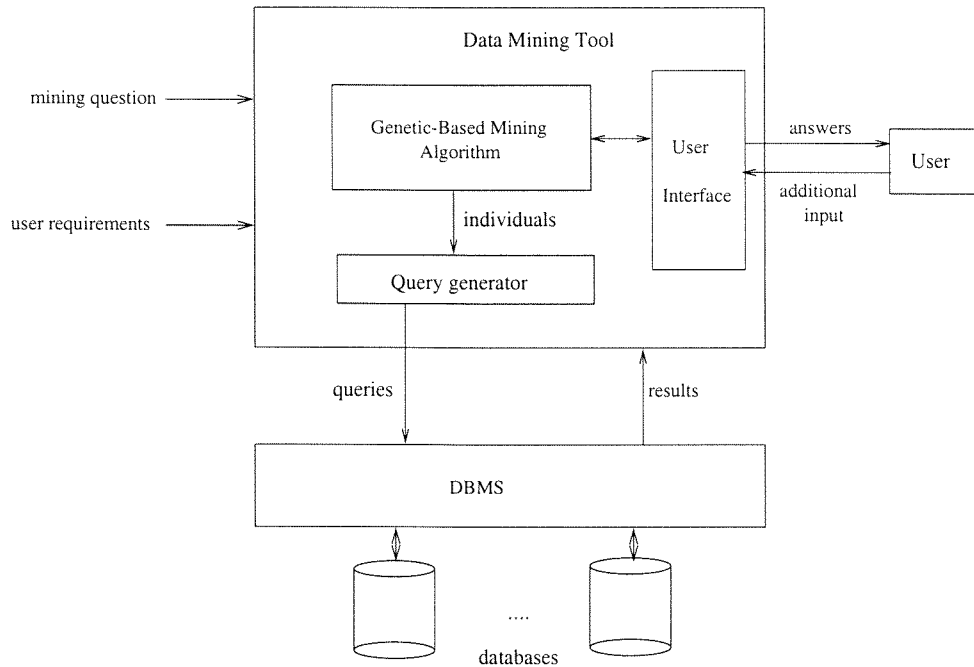 Data Mining Tool
mining question
Genetic-Based Mining
Algorithm
User
Interface
answers
User
additional
input
user requirements
individuals
Query generator
queries
results
DBMS
....
databases